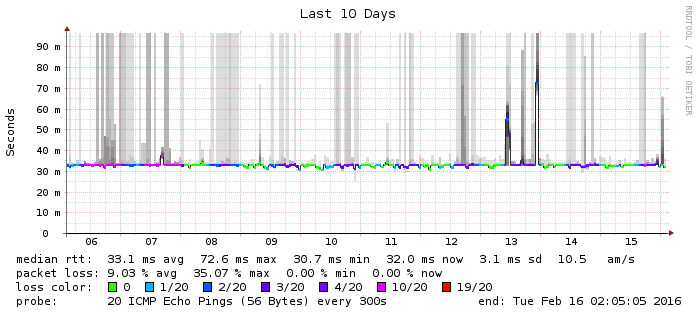 Last 10 Days
RRDTOOL / TOBI OETIKER
Seconds
90 m
80 m
70 m
60 m
50 m
40 m
30 m
20 m
10 m
0
06 07 08 09 10 11 12 13 14 15
median rtt: 33.1 ms avg 72.6 ms max 30.7 ms min 32.0 ms now 3.1 ms sd 10.5 am/s
packet loss: 9.03 % avg 35.07 % max 0.00 % min 0.00 % now
loss color: 0 1/20 2/20 3/20 4/20 10/20 19/20
probe: 20 ICMP Echo Pings (56 Bytes) every 300s end: Tue Feb 16 02:05:05 2016